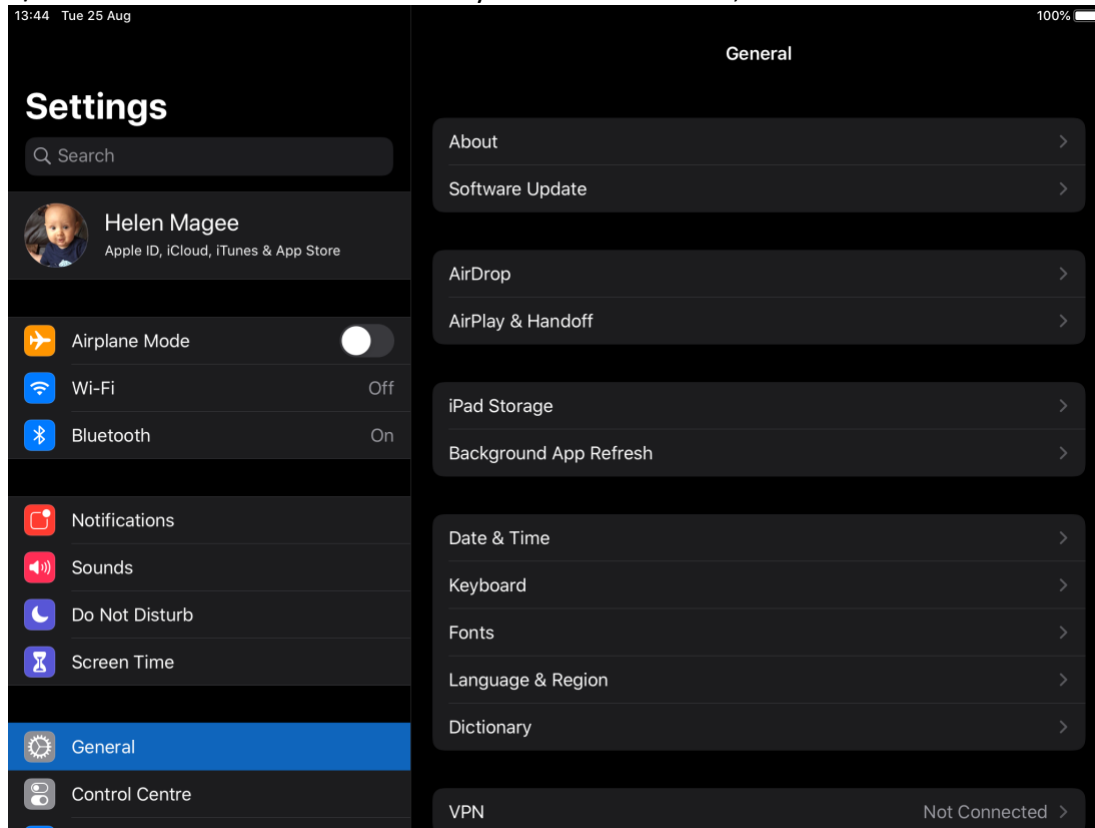 13:44 Tue 25 Aug
100%
Settings
Search
Helen Magee
Apple ID, iCloud, iTunes & App Store
Airplane Mode
Wi-Fi Off
Bluetooth On
Notifications
Sounds
Do Not Disturb
Screen Time
General
Control Centre
General
About
Software Update
AirDrop
AirPlay & Handoff
iPad Storage
Background App Refresh
Date & Time
Keyboard
Fonts
Language & Region
Dictionary
VPN Not Connected